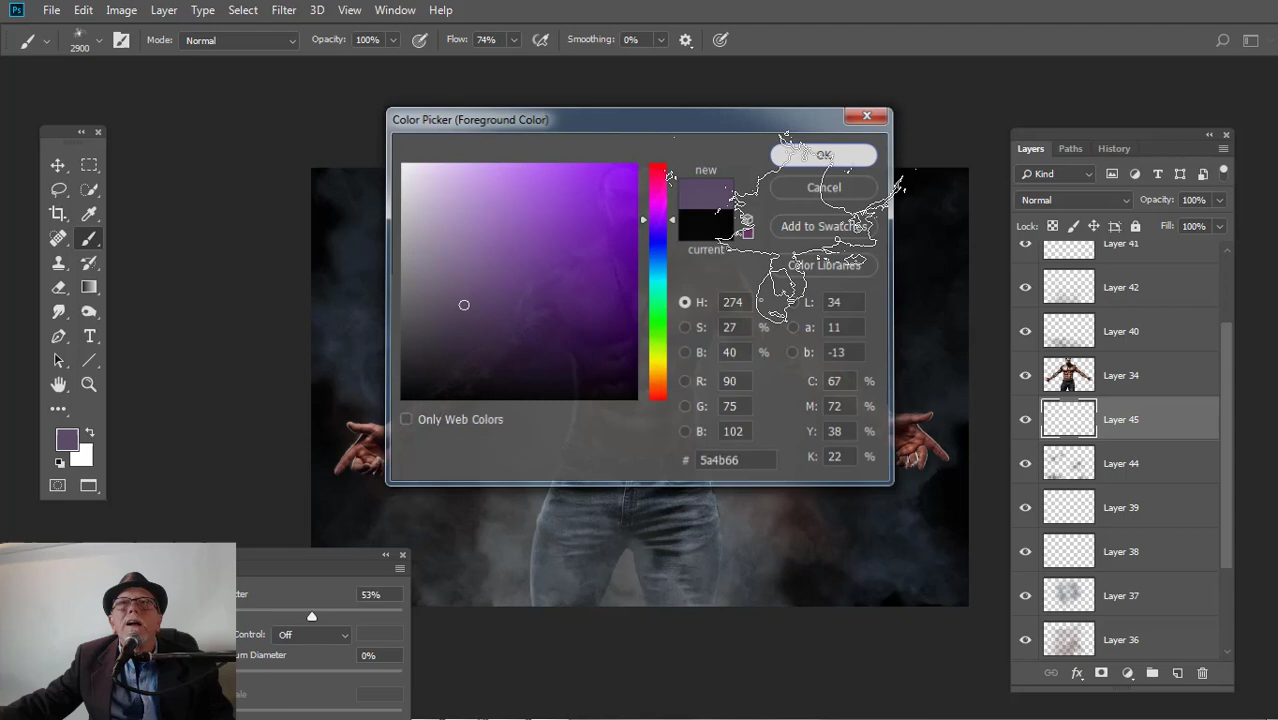 Ps File Edit Image Layer Type Select Filter 3D View Window Help
2900 Mode: Normal Opacity: 100% Flow: 74% Smoothing: 0%
Color Picker (Foreground Color)
new
current
OK
Cancel
Add to Swatches
Color Libraries
H: 274 L: 34
S: 27 % a: 11
B: 40 % b: -13
R: 90 C: 67 %
G: 75 M: 72 %
B: 102 Y: 38 %
# 5a4b66 K: 22 %
Only Web Colors
Layers Paths History
Kind
Normal Opacity: 100%
Lock: Fill: 100%
Layer 41
Layer 42
Layer 40
Layer 34
Layer 45
Layer 44
Layer 39
Layer 38
Layer 37
Layer 36
fx
53%
Control: Off
Diameter 0%